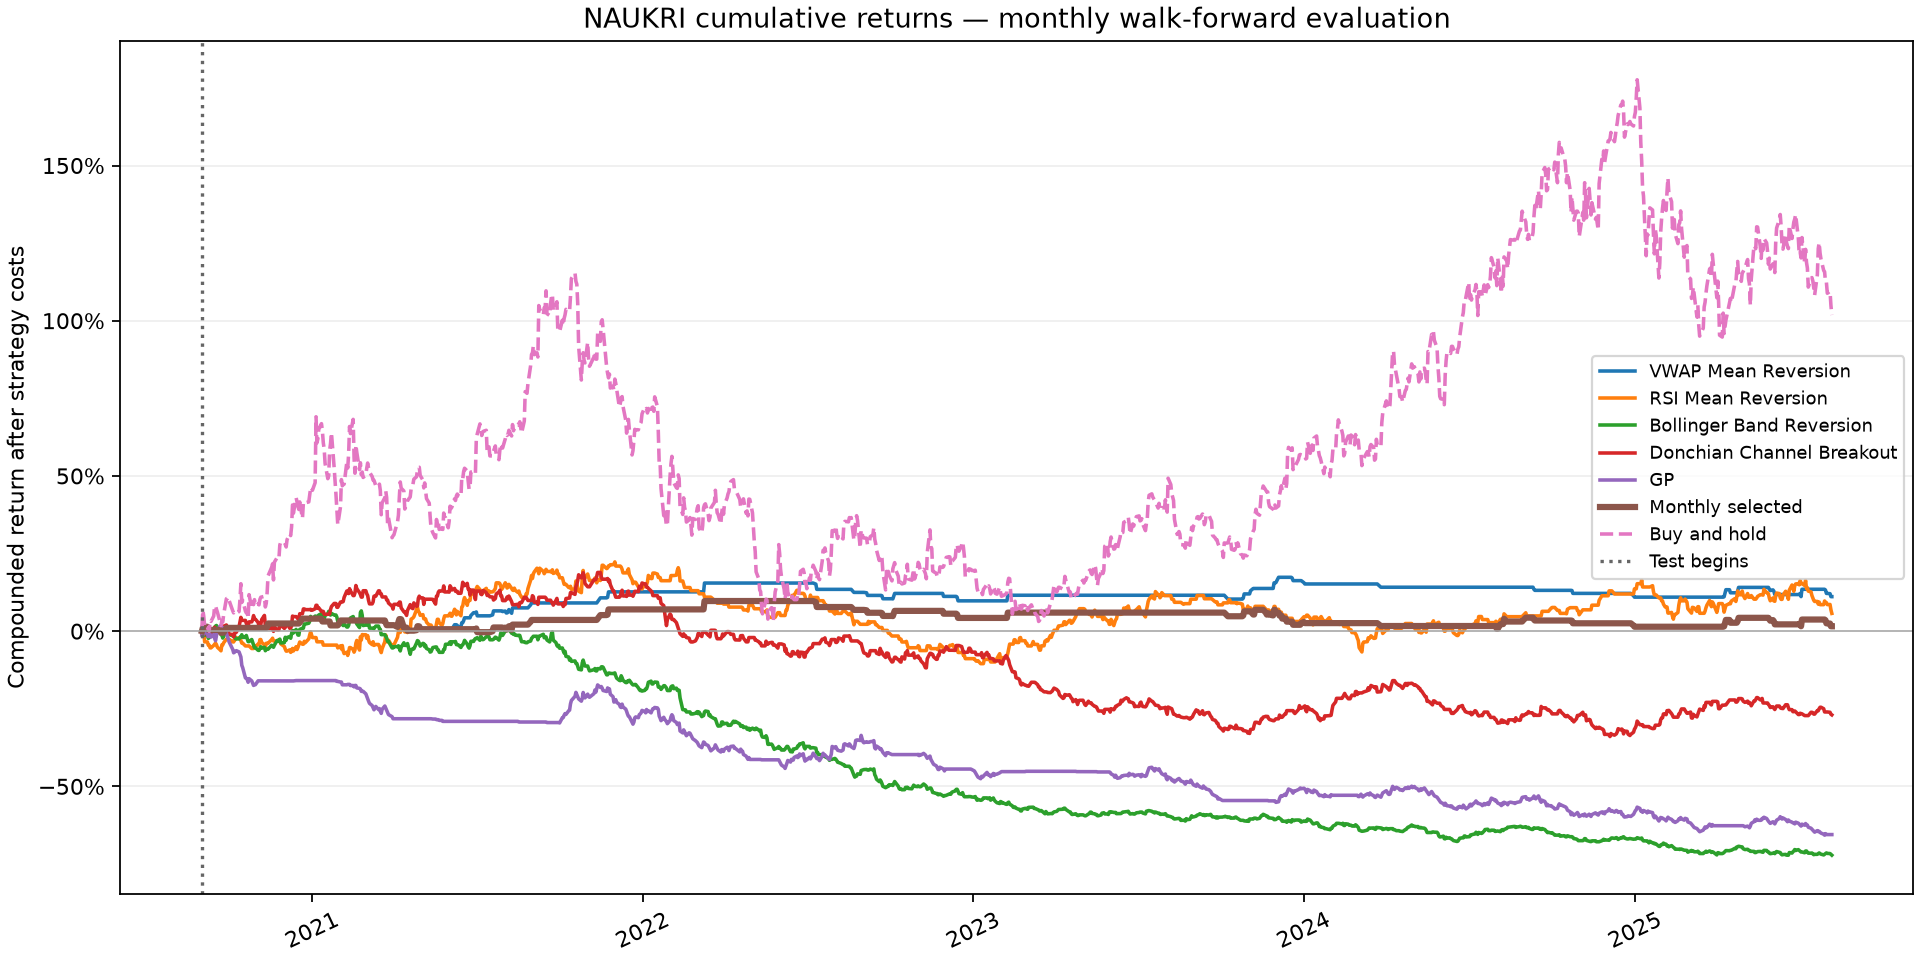 NAUKRI cumulative returns — monthly walk-forward evaluation
Compounded return after strategy costs
150%
100%
50%
0%
−50%
2021
2022
2023
2024
2025
VWAP Mean Reversion
RSI Mean Reversion
Bollinger Band Reversion
Donchian Channel Breakout
GP
Monthly selected
Buy and hold
Test begins